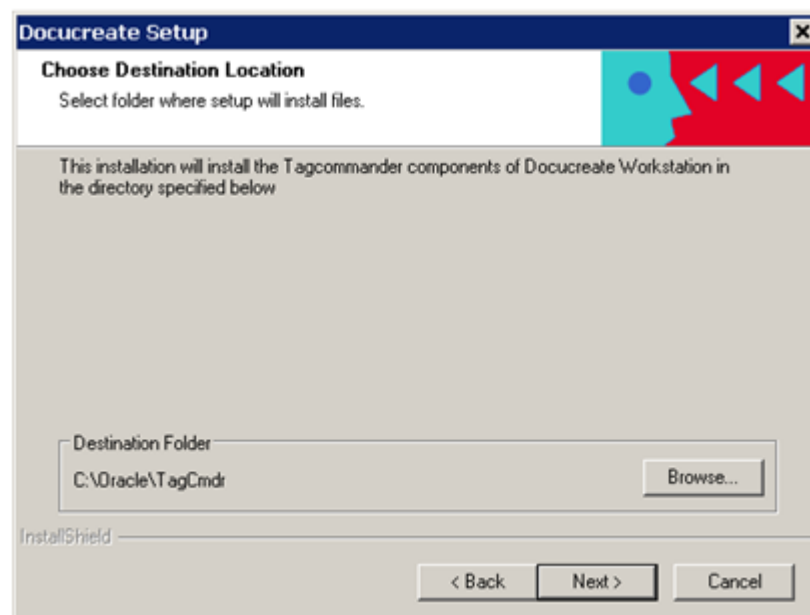 Docucreate Setup
Choose Destination Location
Select folder where setup will install files.
This installation will install the Tagcommander components of Docucreate Workstation in
the directory specified below
Destination Folder
C:\Oracle\TagCmdr
Browse...
InstallShield
< Back
Next >
Cancel